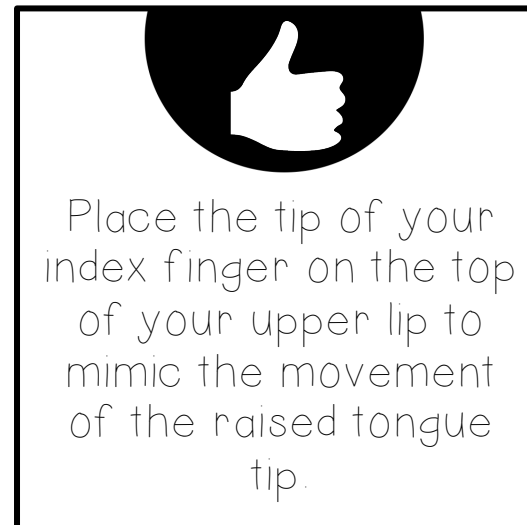 Place the tip of your
index finger on the top
of your upper lip to
mimic the movement
of the raised tongue
tip.